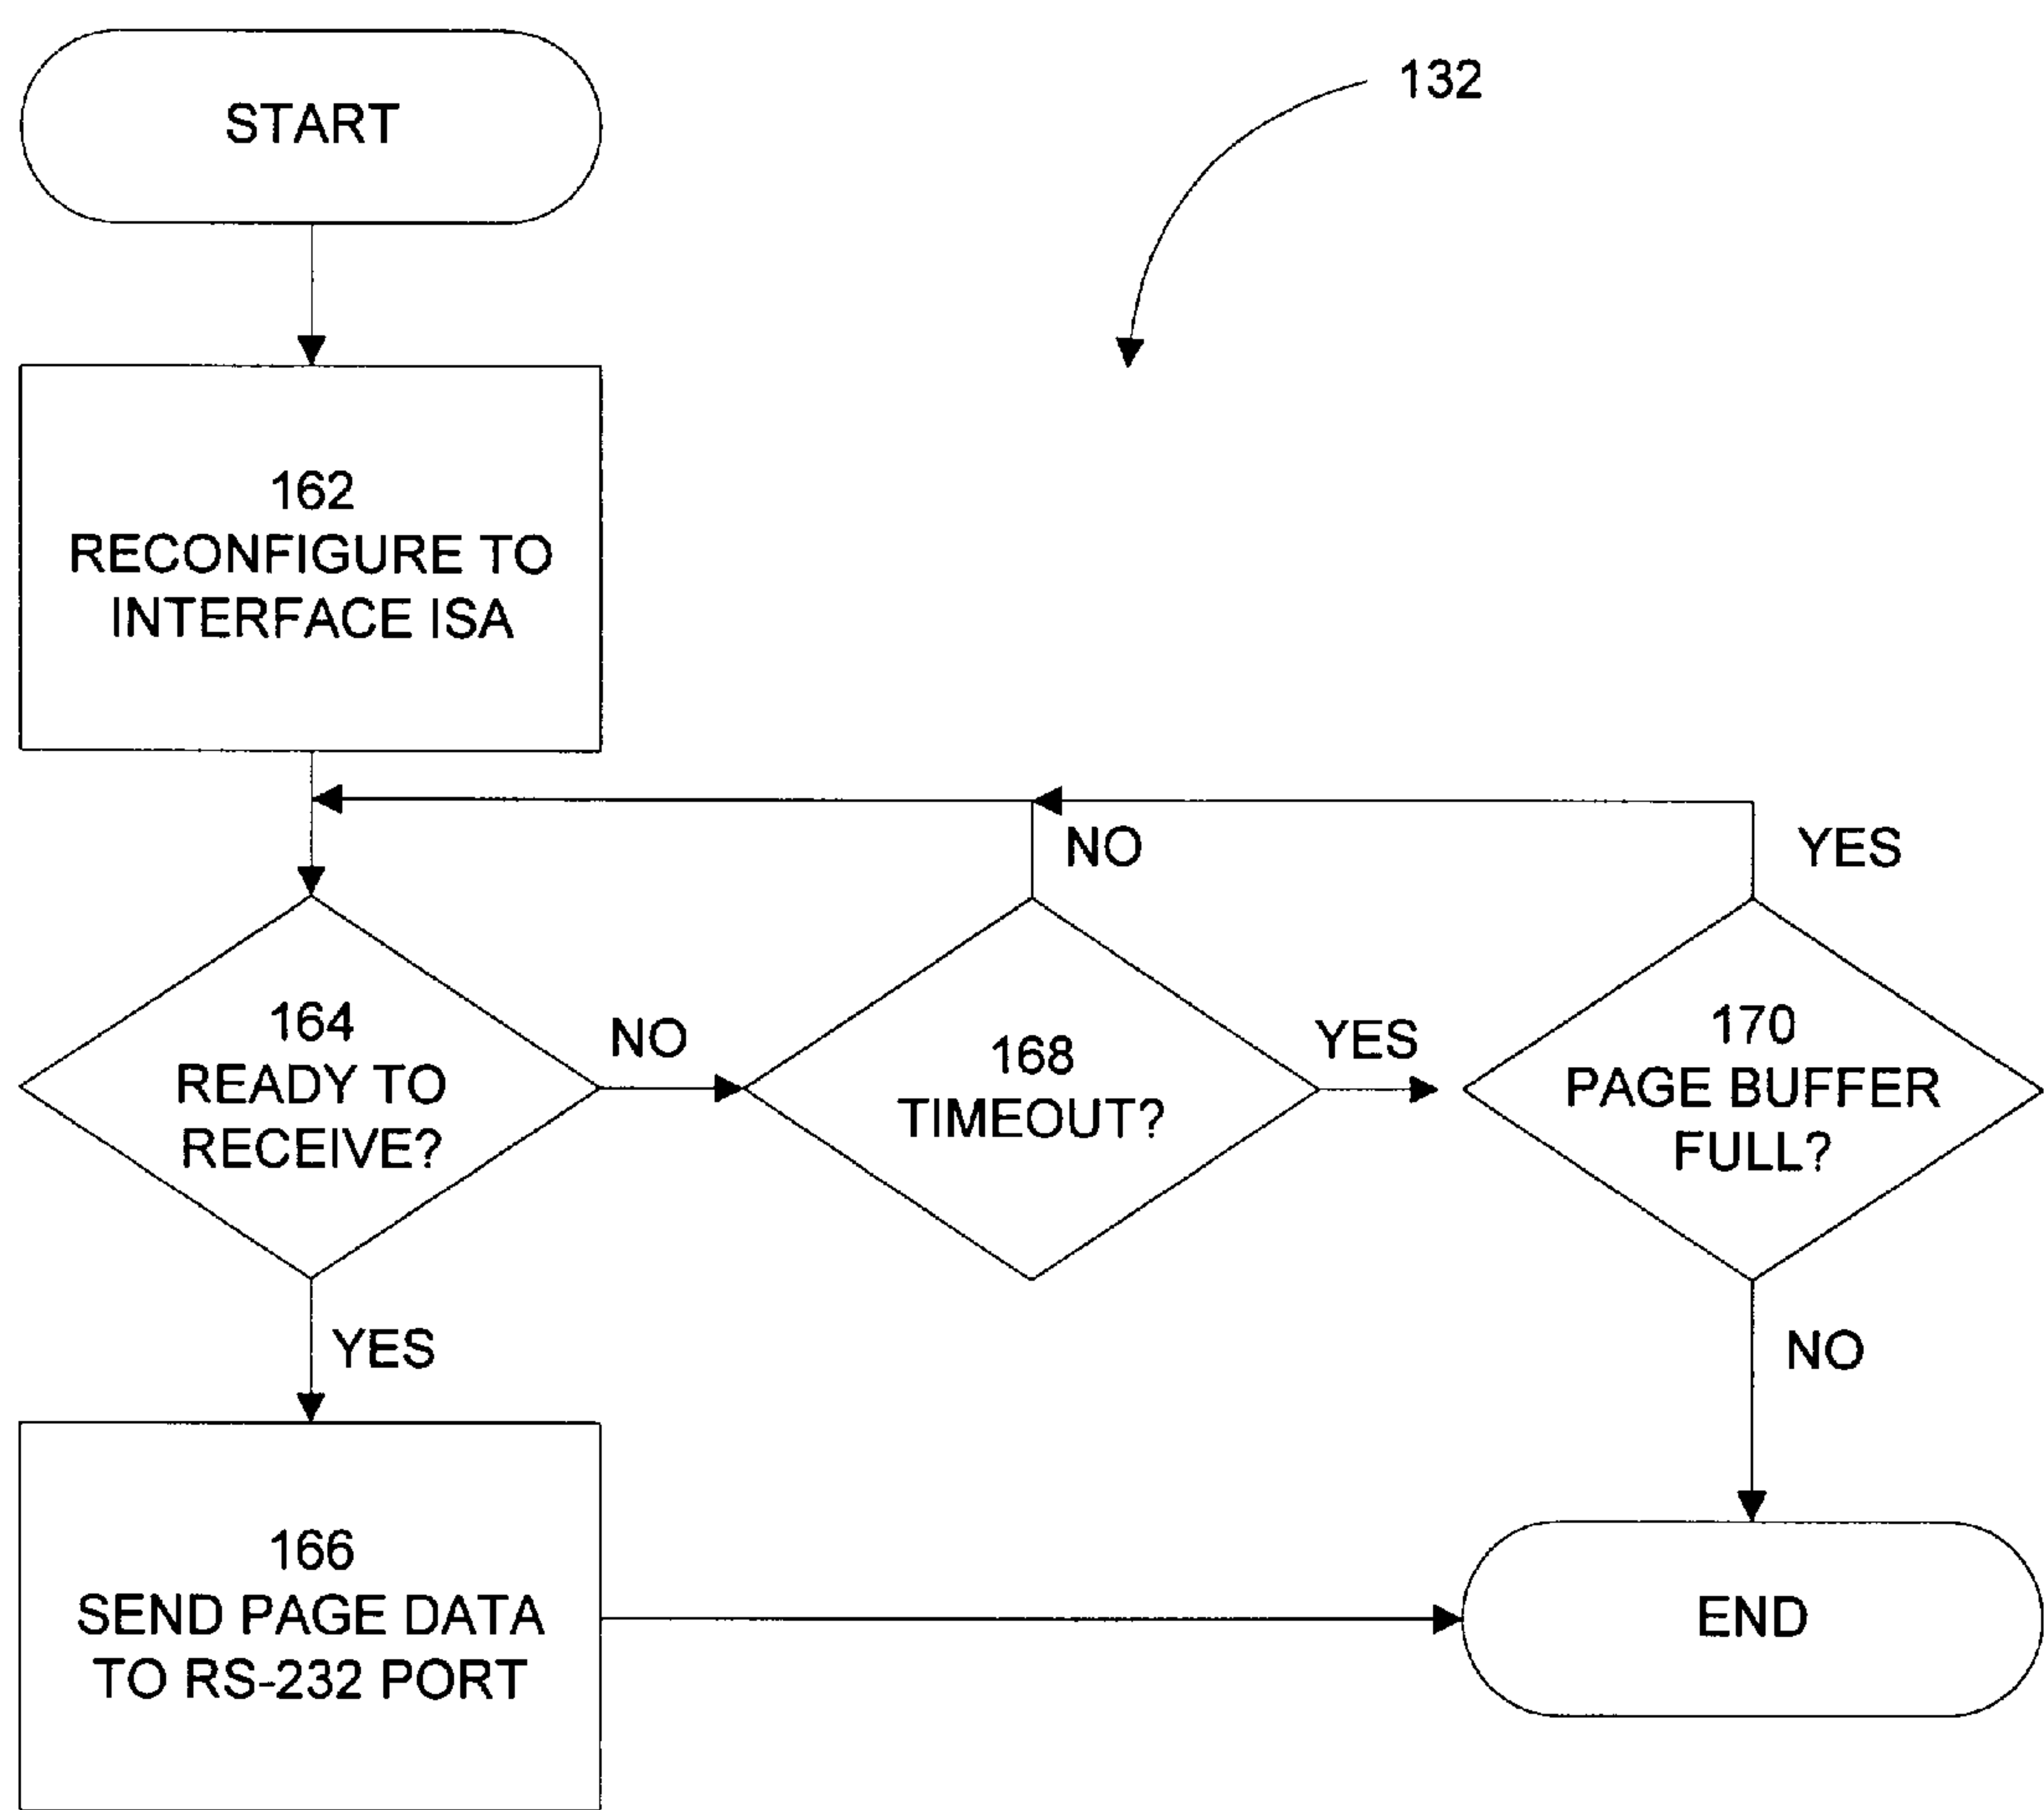 START
132
162
RECONFIGURE TO
INTERFACE ISA
NO
YES
164
READY TO
RECEIVE?
NO
168
TIMEOUT?
YES
170
PAGE BUFFER
FULL?
YES
NO
166
SEND PAGE DATA
TO RS-232 PORT
END